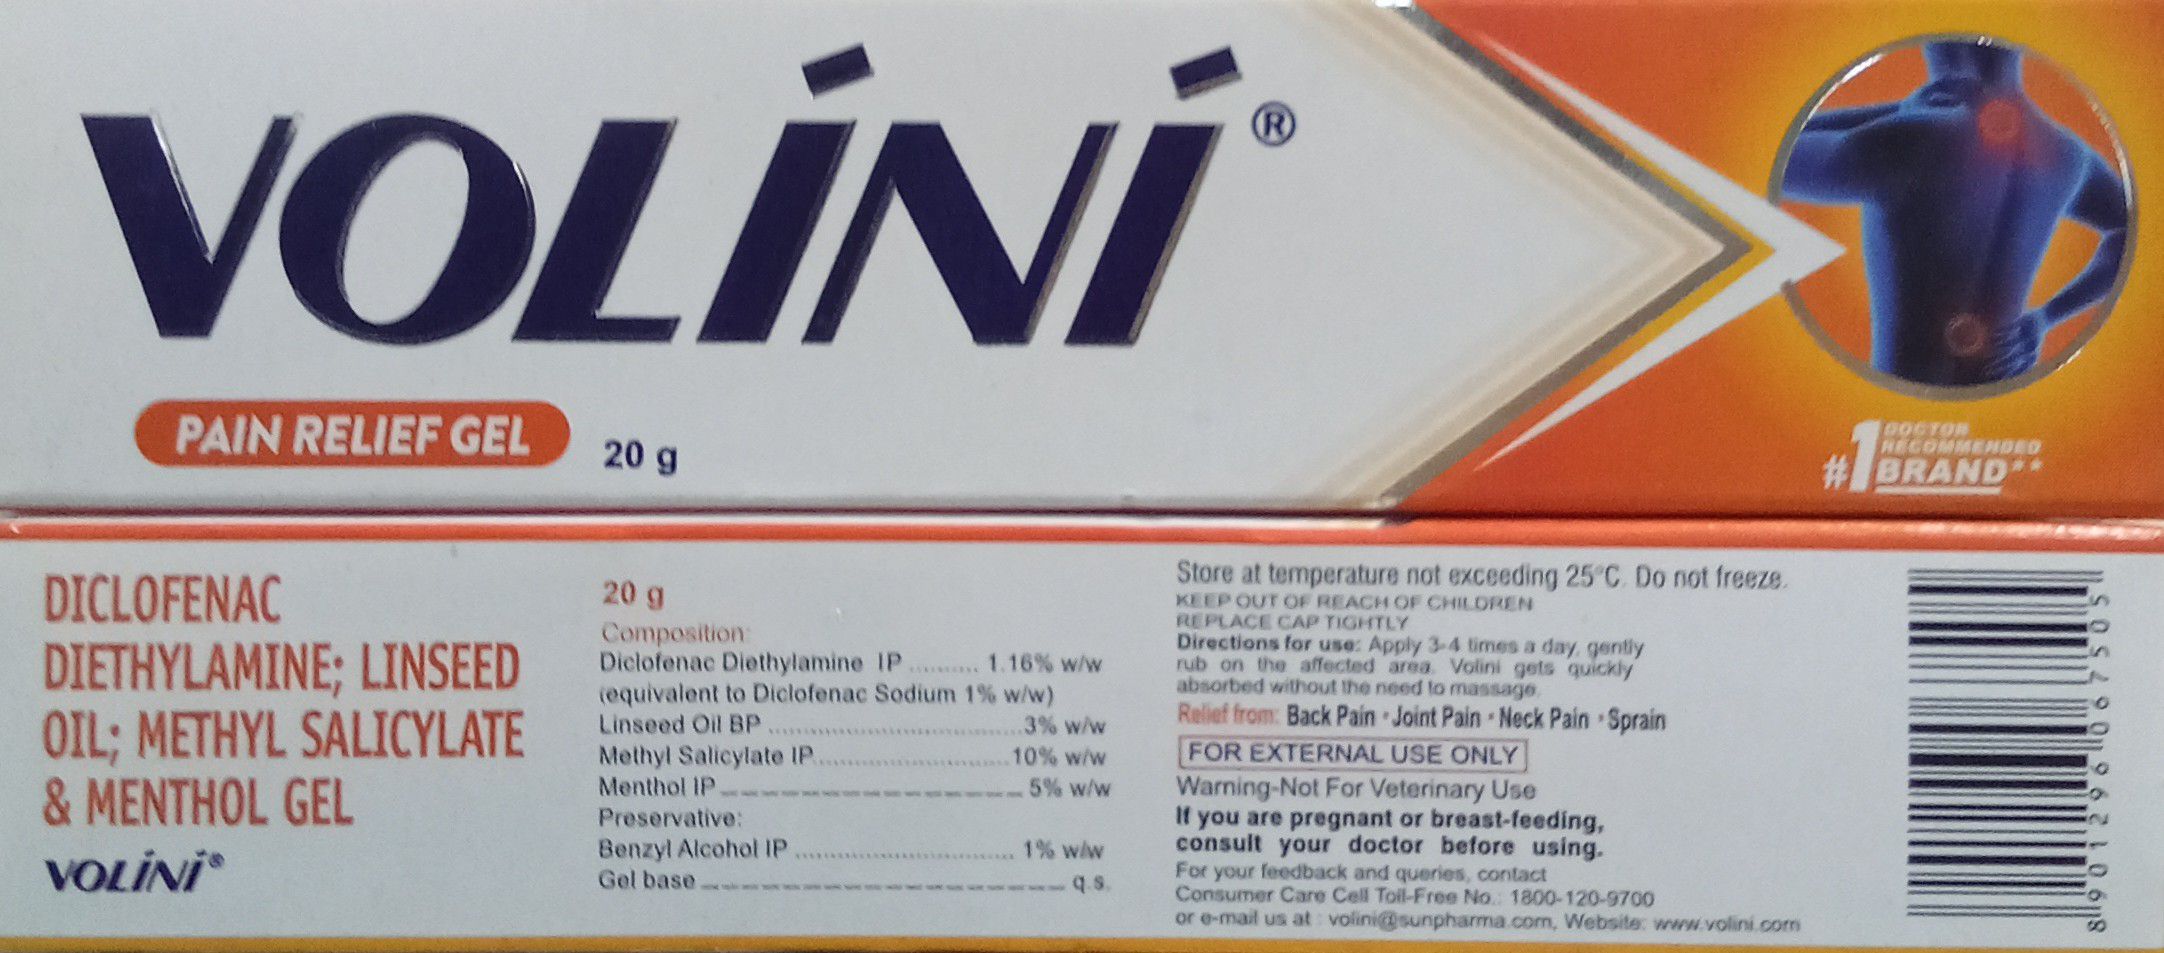 VOLINI®
PAIN RELIEF GEL
20 g
#1 DOCTOR
RECOMMENDED
BRAND**
DICLOFENAC
DIETHYLAMINE; LINSEED
OIL; METHYL SALICYLATE
& MENTHOL GEL
VOLINI®
20 g
Composition:
Diclofenac Diethylamine IP .......... 1.16% w/w
(equivalent to Diclofenac Sodium 1% w/w)
Linseed Oil BP .................................... 3% w/w
Methyl Salicylate IP ........................... 10% w/w
Menthol IP ........................................ 5% w/w
Preservative:
Benzyl Alcohol IP ............................... 1% w/w
Gel base ................................................ q.s.
Store at temperature not exceeding 25°C. Do not freeze.
KEEP OUT OF REACH OF CHILDREN
REPLACE CAP TIGHTLY
Directions for use: Apply 3-4 times a day, gently
rub on the affected area. Volini gets quickly
absorbed without the need to massage.
Relief from: Back Pain • Joint Pain • Neck Pain • Sprain
FOR EXTERNAL USE ONLY
Warning-Not For Veterinary Use
If you are pregnant or breast-feeding,
consult your doctor before using.
For your feedback and queries, contact
Consumer Care Cell Toll-Free No.: 1800-120-9700
or e-mail us at : volini@sunpharma.com, Website: www.volini.com
8901296067505